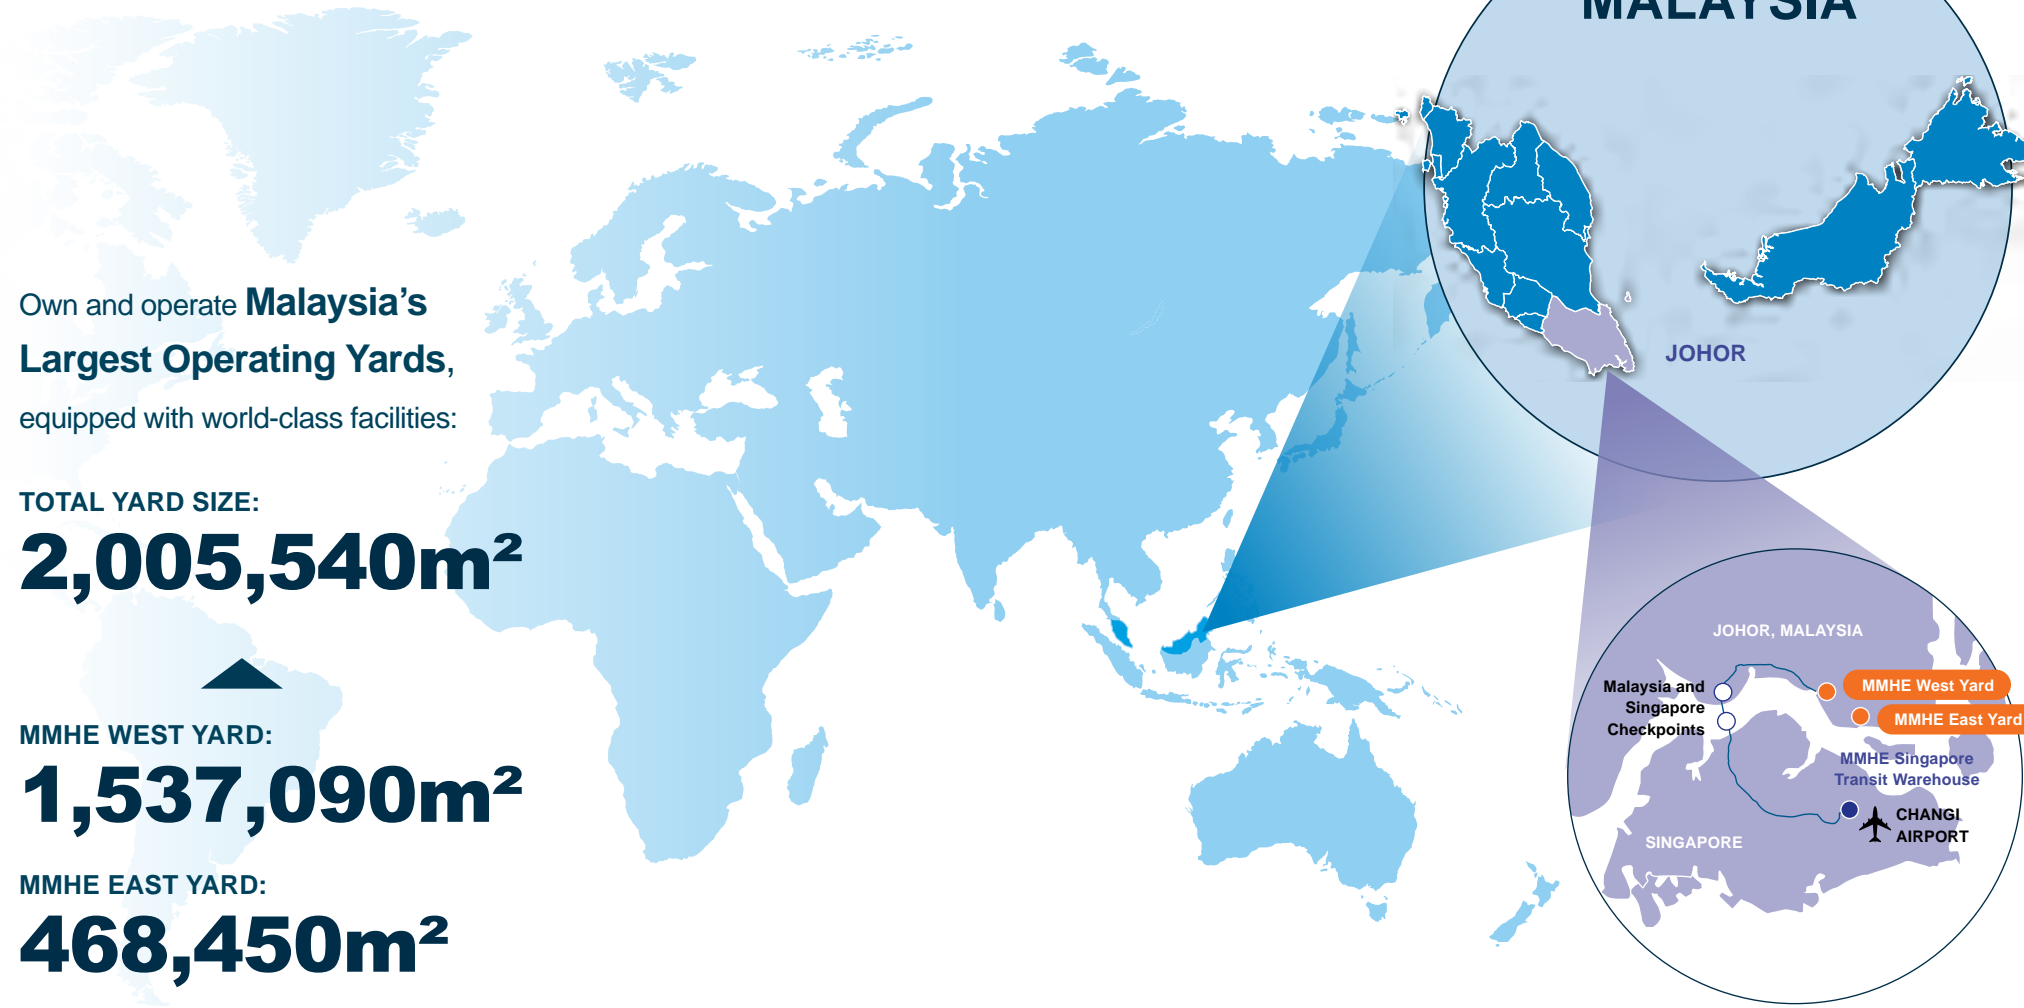 MALAYSIA
Own and operate Malaysia's
Largest Operating Yards,
equipped with world-class facilities:
TOTAL YARD SIZE:
2,005,540m²
MMHE WEST YARD:
1,537,090m²
MMHE EAST YARD:
468,450m²
JOHOR
JOHOR, MALAYSIA
Malaysia and
Singapore
Checkpoints
MMHE West Yard
MMHE East Yard
MMHE Singapore
Transit Warehouse
CHANGI
AIRPORT
SINGAPORE